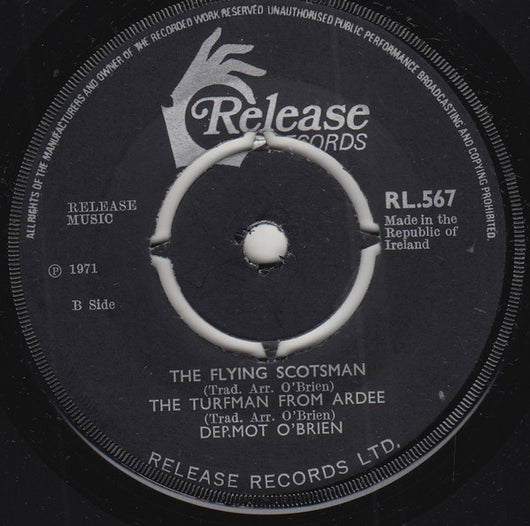 ALL RIGHTS OF THE MANUFACTURERS AND OWNER OF THE RECORDED WORK RESERVED UNAUTHORISED PUBLIC PERFORMANCE BROADCASTING AND COPYING PROHIBITED.
Release
RECORDS
RELEASE
MUSIC
RL.567
Made in the
Republic of
Ireland
Ⓟ 1971
B Side
THE FLYING SCOTSMAN
(Trad. Arr. O'Brien)
THE TURFMAN FROM ARDEE
(Trad. Arr. O'Brien)
DERMOT O'BRIEN
RELEASE RECORDS LTD.